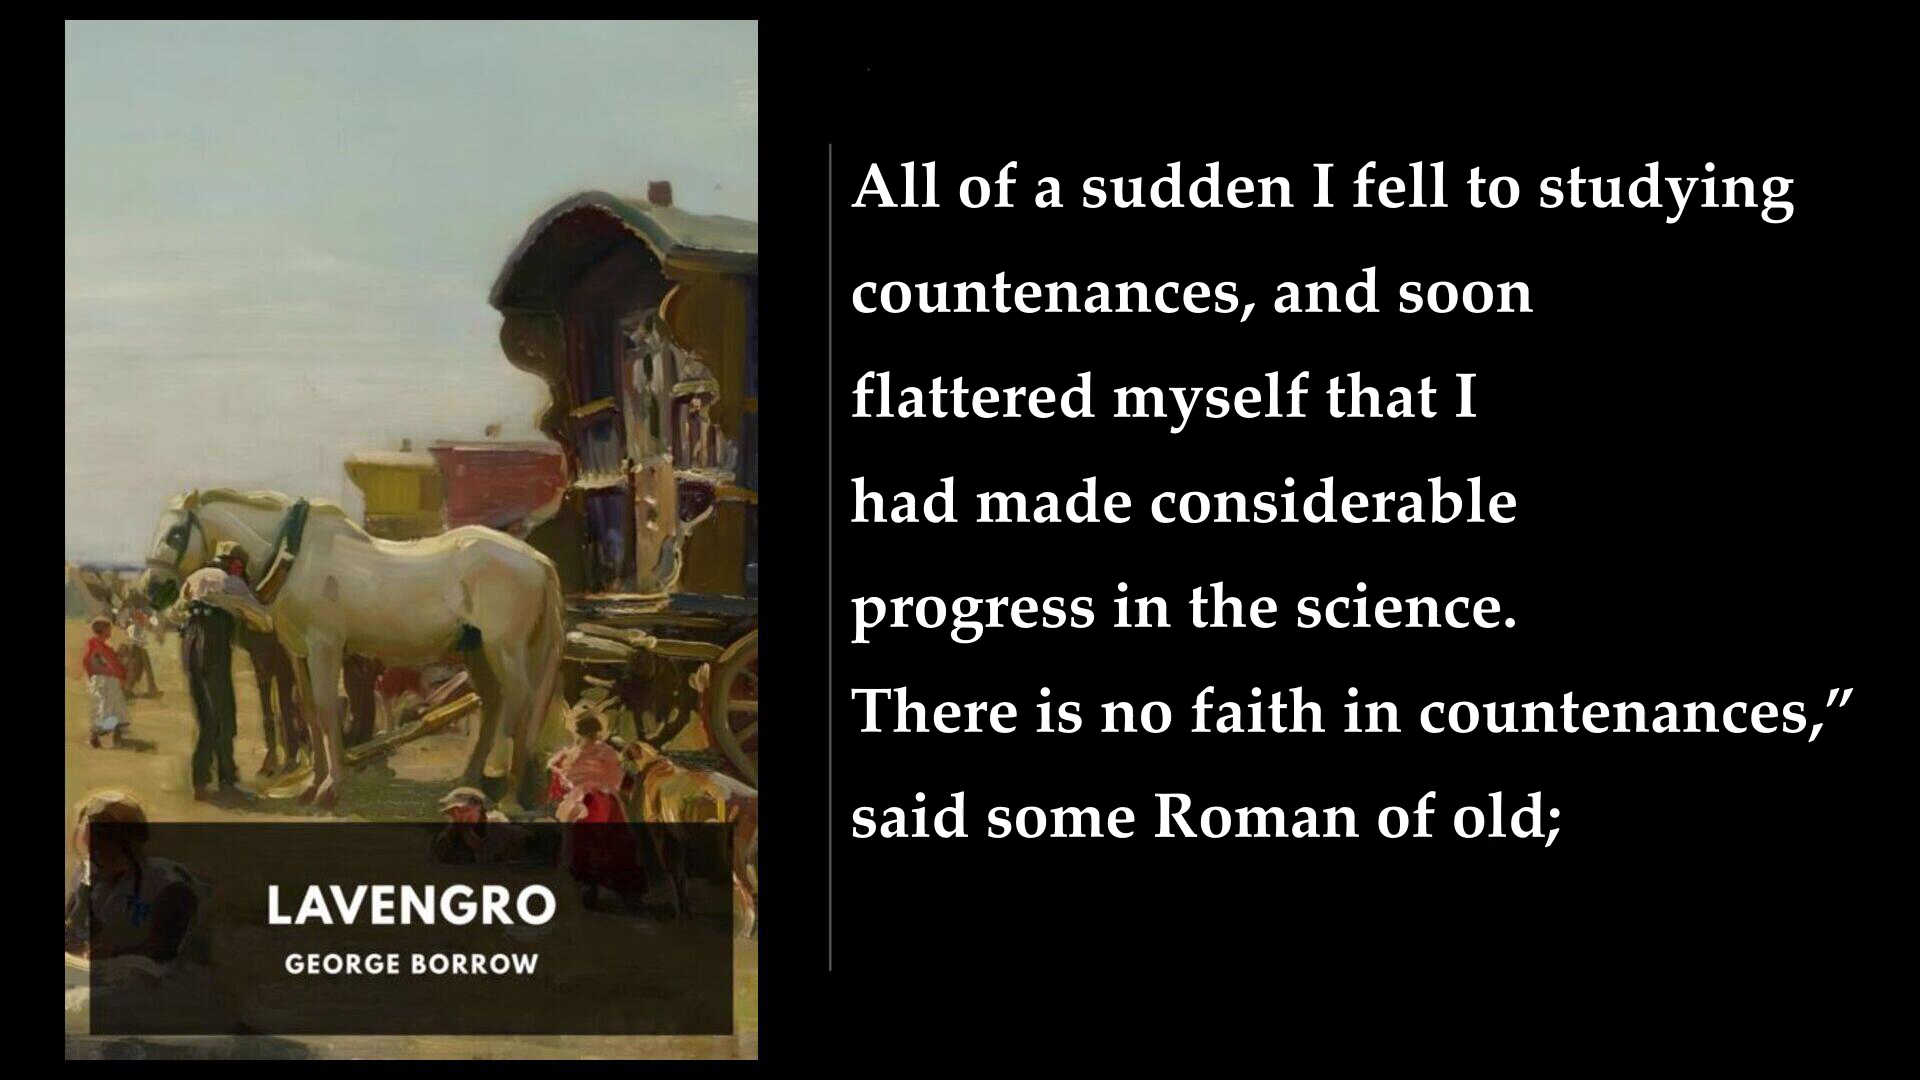 All of a sudden I fell to studying
countenances, and soon
flattered myself that I
had made considerable
progress in the science.
There is no faith in countenances,”
said some Roman of old;
LAVENGRO
GEORGE BORROW